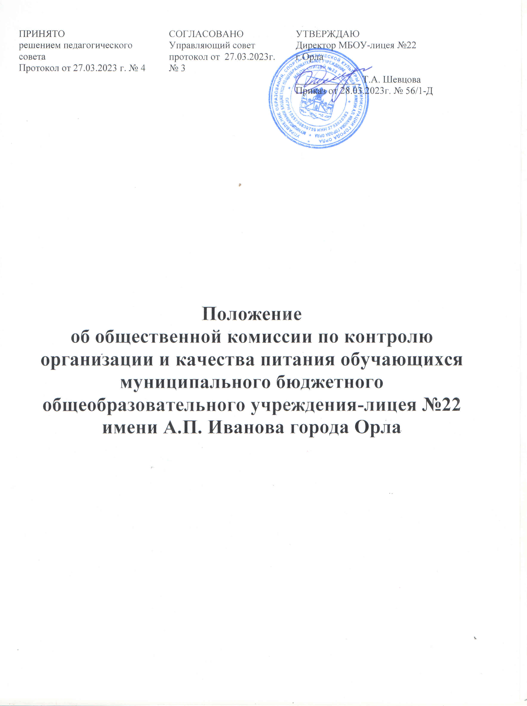 ПРИНЯТО
решением педагогического
совета
Протокол от 27.03.2023 г. № 4
СОГЛАСОВАНО
Управляющий совет
протокол от 27.03.2023г.
№ 3
УТВЕРЖДАЮ
Директор МБОУ-лицея №22
г.Орла
Т.А. Шевцова
Приказ от 28.03.2023г. № 56/1-Д
Положение
об общественной комиссии по контролю
организации и качества питания обучающихся
муниципального бюджетного
общеобразовательного учреждения-лицея №22
имени А.П. Иванова города Орла